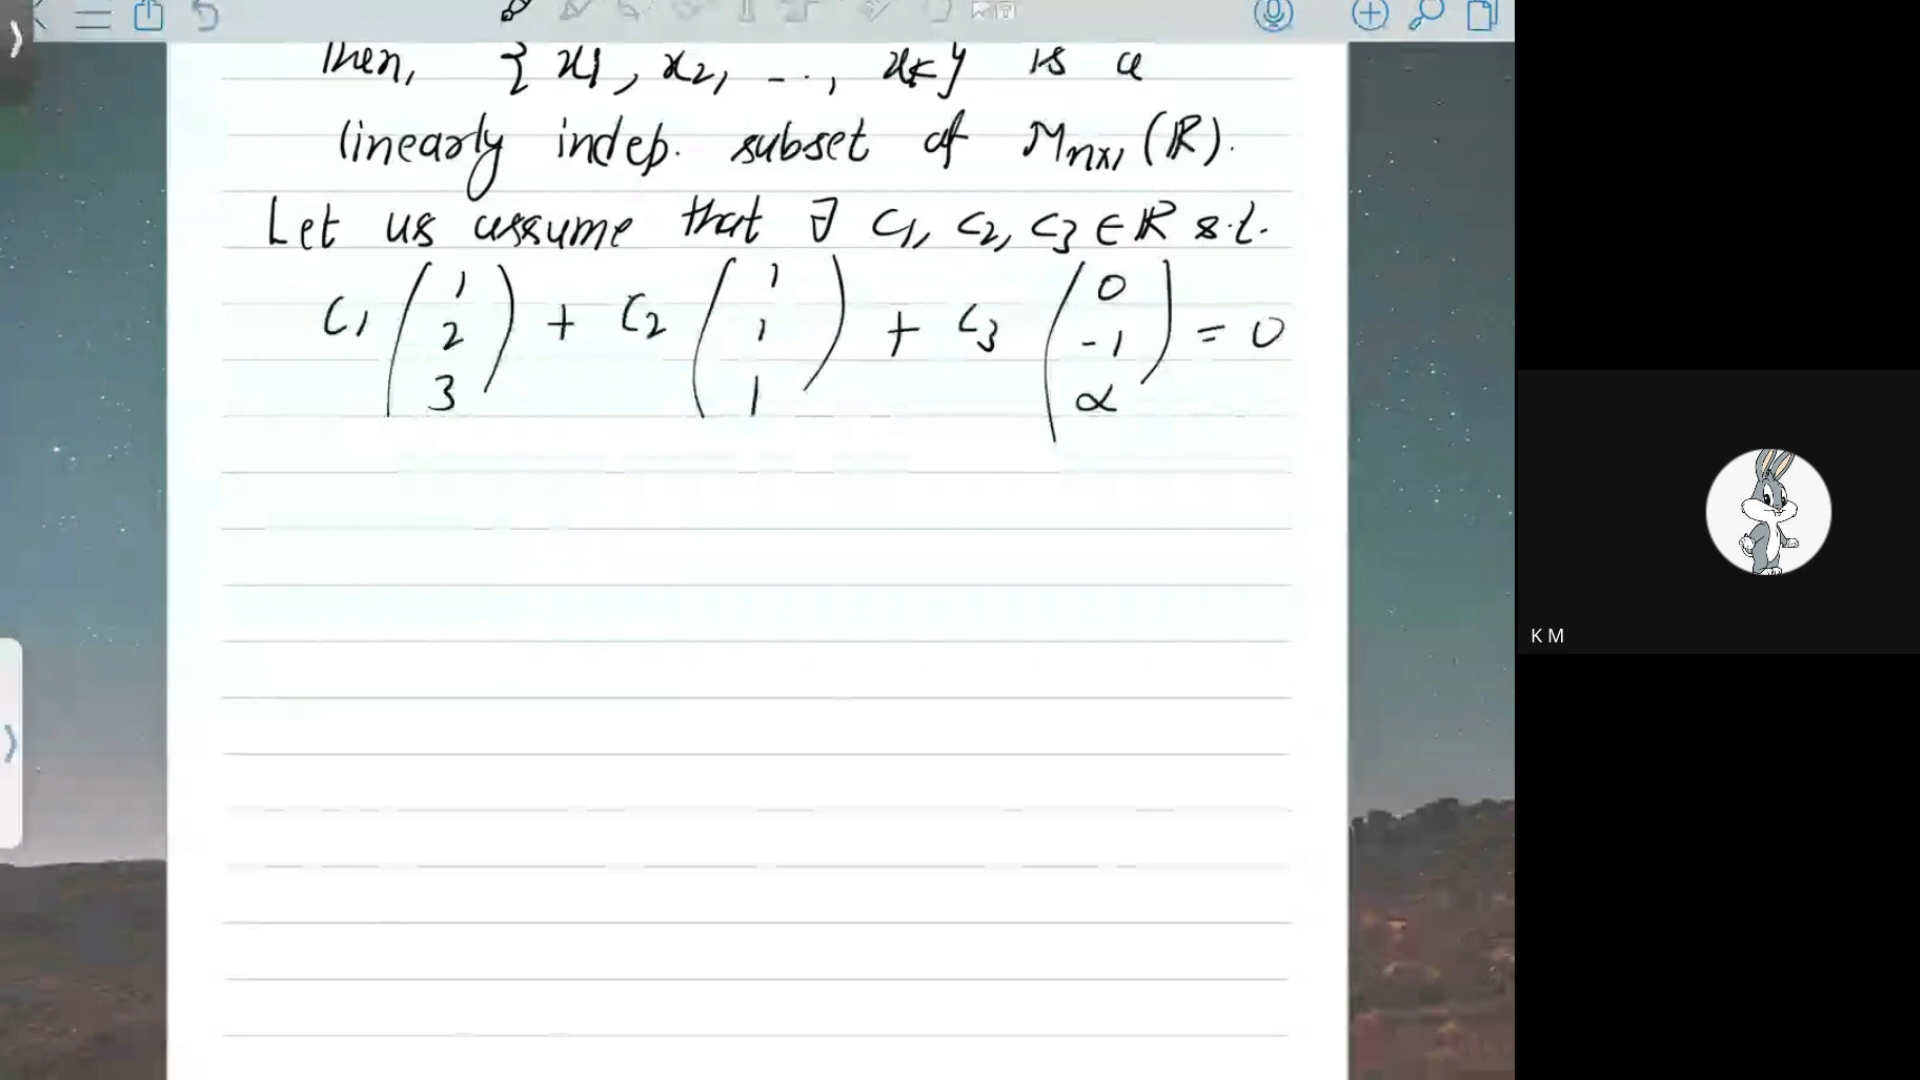 Then, { x1, x2, ..., xk} is a
linearly indep. subset of Mnx1 (R).
Let us assume that ∃ C1, C2, C3 ∈ R s.t.
C1 (1 2 3) + C2 (1 1 1) + C3 (0 -1 α) = 0
K M